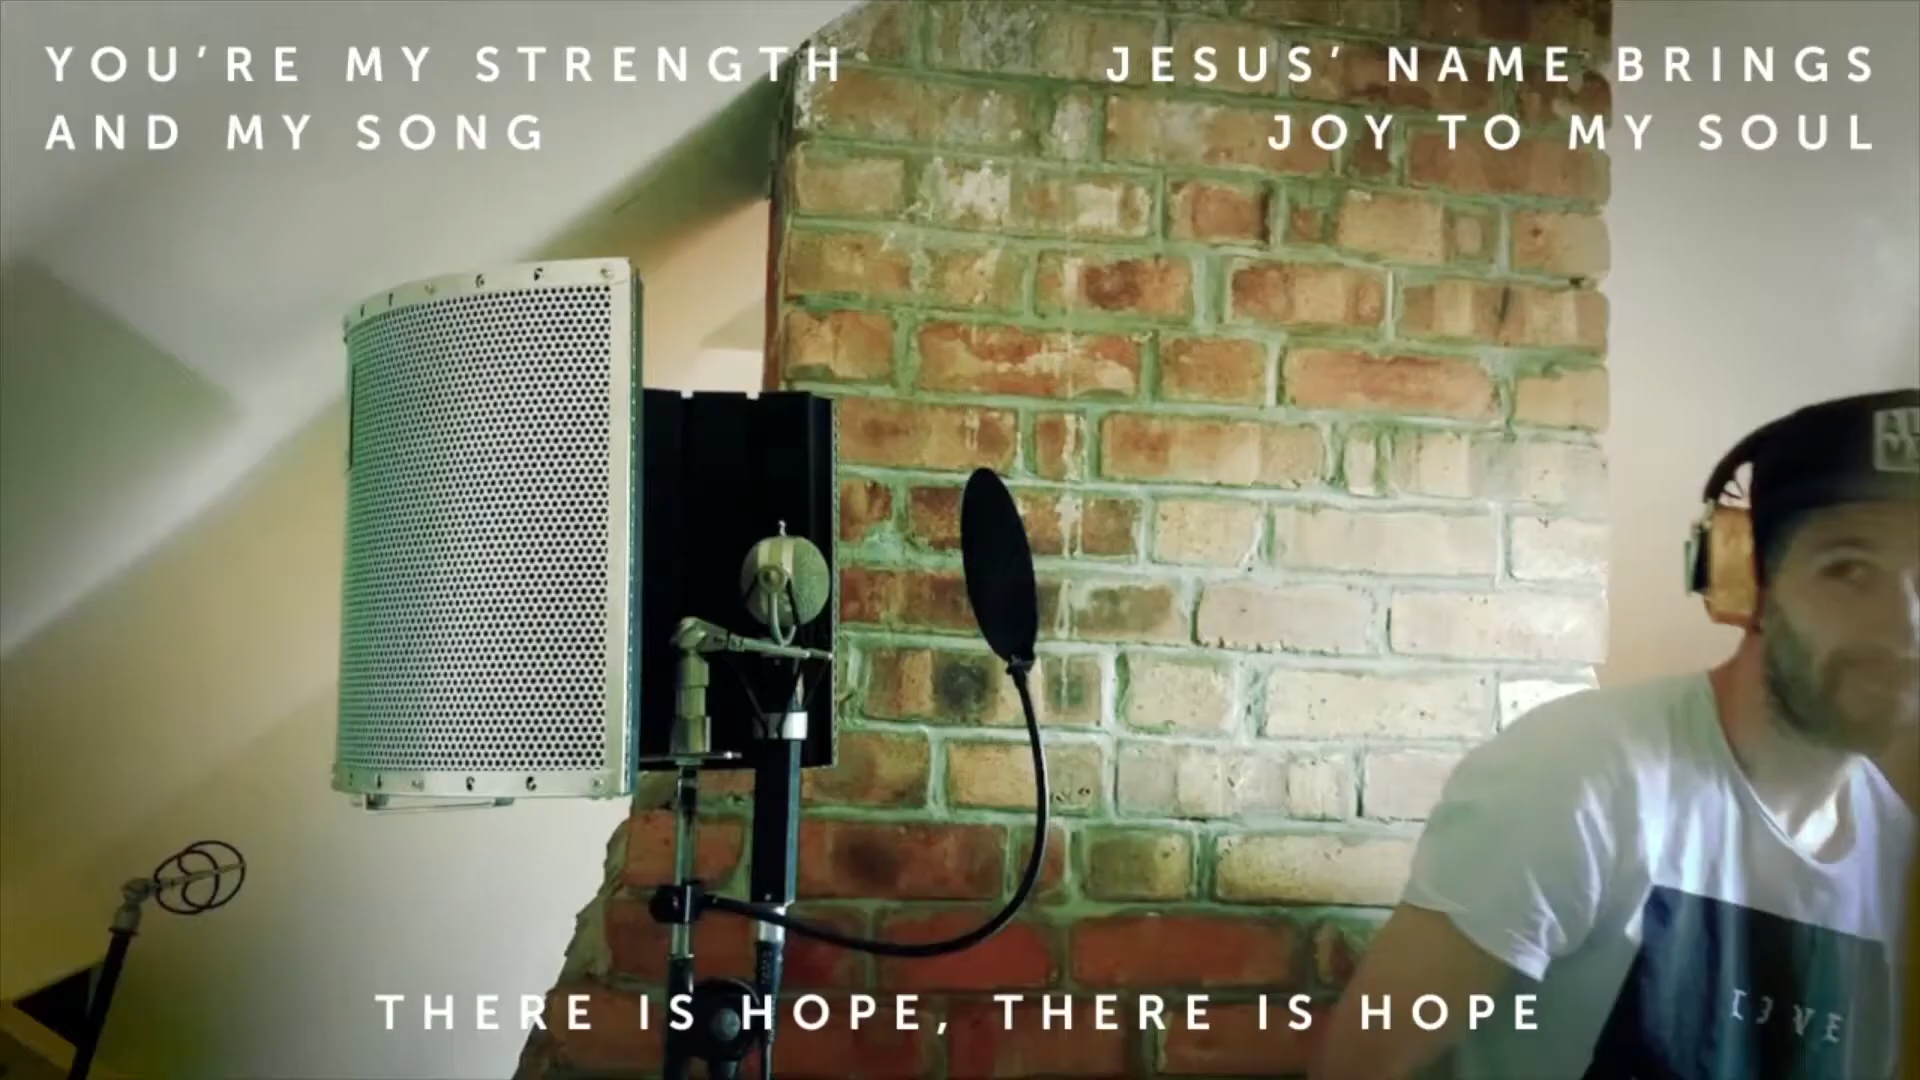 YOU'RE MY STRENGTH
AND MY SONG
JESUS' NAME BRINGS
JOY TO MY SOUL
THERE IS HOPE, THERE IS HOPE